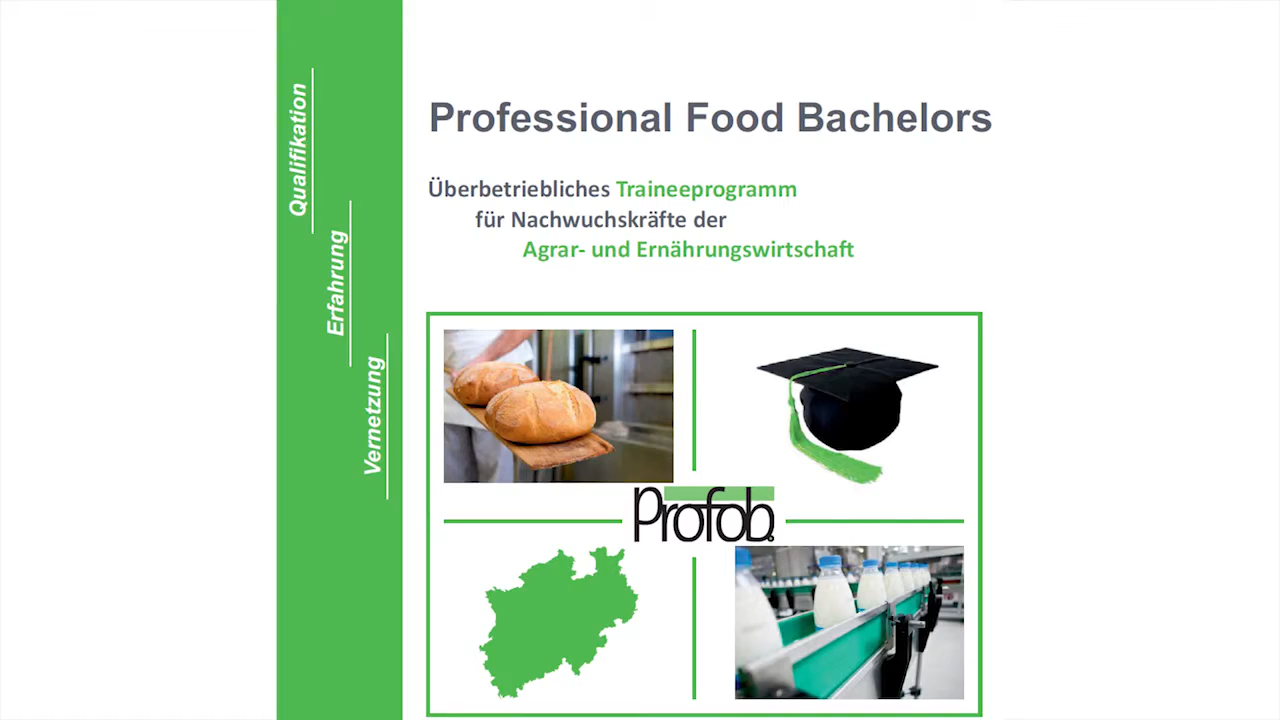 Qualifikation
Erfahrung
Vernetzung
Professional Food Bachelors
Überbetriebliches Traineeprogramm
für Nachwuchskräfte der
Agrar- und Ernährungswirtschaft
Profob